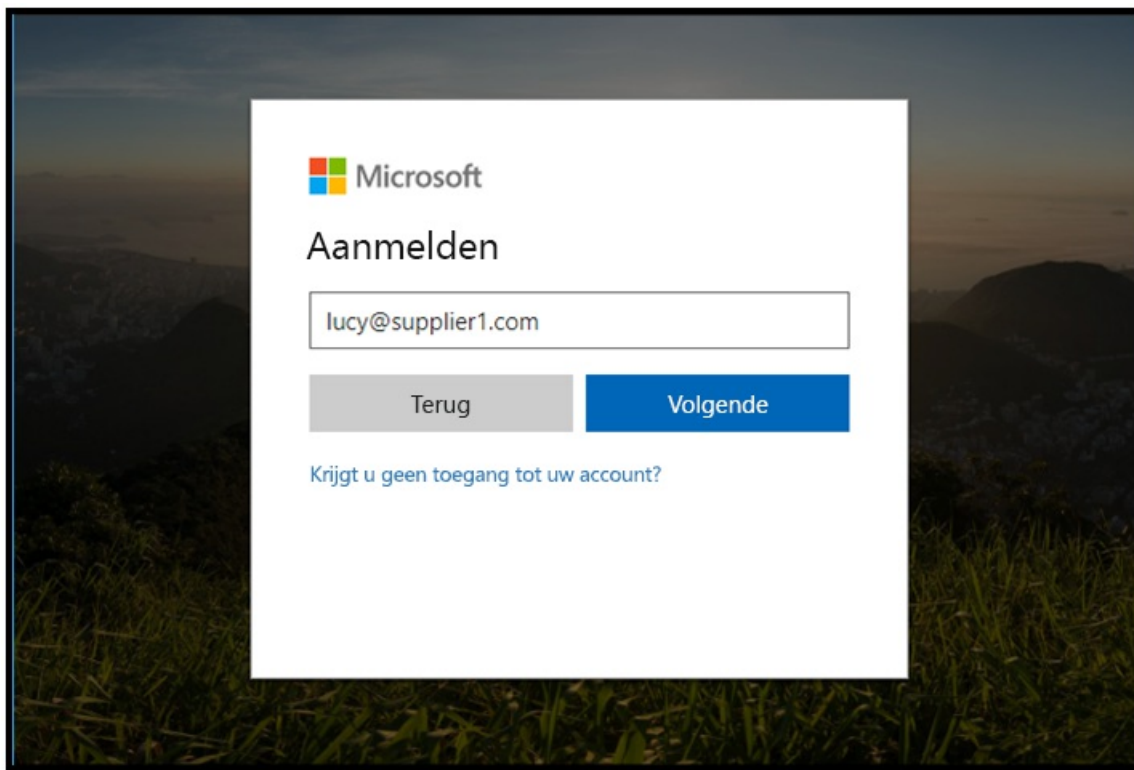 Microsoft
Aanmelden
lucy@supplier1.com
Terug Volgende
Krijgt u geen toegang tot uw account?